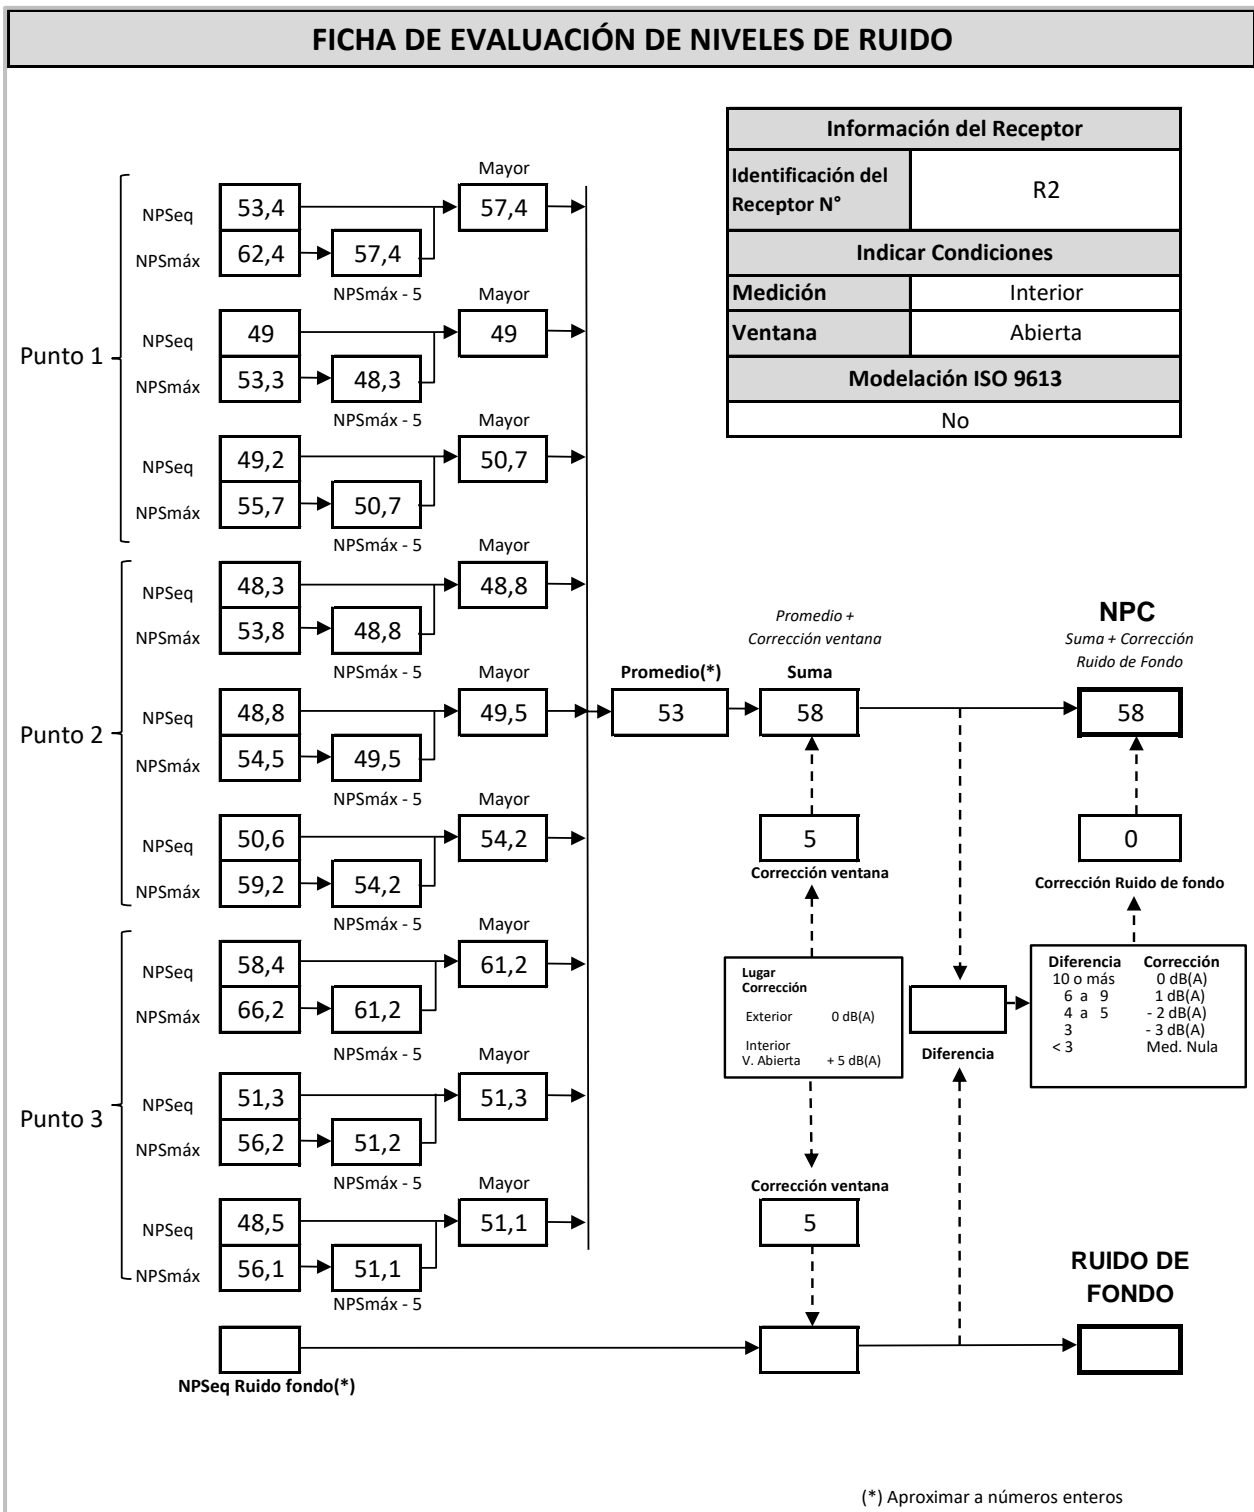 FICHA DE EVALUACIÓN DE NIVELES DE RUIDO
Información del Receptor
Identificación del Receptor N°
R2
Indicar Condiciones
Medición
Interior
Ventana
Abierta
Modelación ISO 9613
No
Punto 1
Mayor
NPSeq
53,4
57,4
NPSmáx
62,4
57,4
NPSmáx - 5
Mayor
NPSeq
49
49
NPSmáx
53,3
48,3
NPSmáx - 5
Mayor
NPSeq
49,2
50,7
NPSmáx
55,7
50,7
NPSmáx - 5
Punto 2
Mayor
NPSeq
48,3
48,8
NPSmáx
53,8
48,8
NPSmáx - 5
Mayor
NPSeq
48,8
49,5
NPSmáx
54,5
49,5
NPSmáx - 5
Mayor
NPSeq
50,6
54,2
NPSmáx
59,2
54,2
NPSmáx - 5
Punto 3
Mayor
NPSeq
58,4
61,2
NPSmáx
66,2
61,2
NPSmáx - 5
Mayor
NPSeq
51,3
51,3
NPSmáx
56,2
51,2
NPSmáx - 5
Mayor
NPSeq
48,5
51,1
NPSmáx
56,1
51,1
NPSmáx - 5
NPSeq Ruido fondo(*)
Promedio(*)
53
Promedio +
Corrección ventana
Suma
58
5
Corrección ventana
Lugar
Corrección
Exterior 0 dB(A)
Interior
V. Abierta + 5 dB(A)
Corrección ventana
5
Diferencia
NPC
Suma + Corrección
Ruido de Fondo
58
0
Corrección Ruido de fondo
Diferencia Corrección
10 o más 0 dB(A)
6 a 9 1 dB(A)
4 a 5 - 2 dB(A)
3 - 3 dB(A)
< 3 Med. Nula
RUIDO DE
FONDO
(*) Aproximar a números enteros